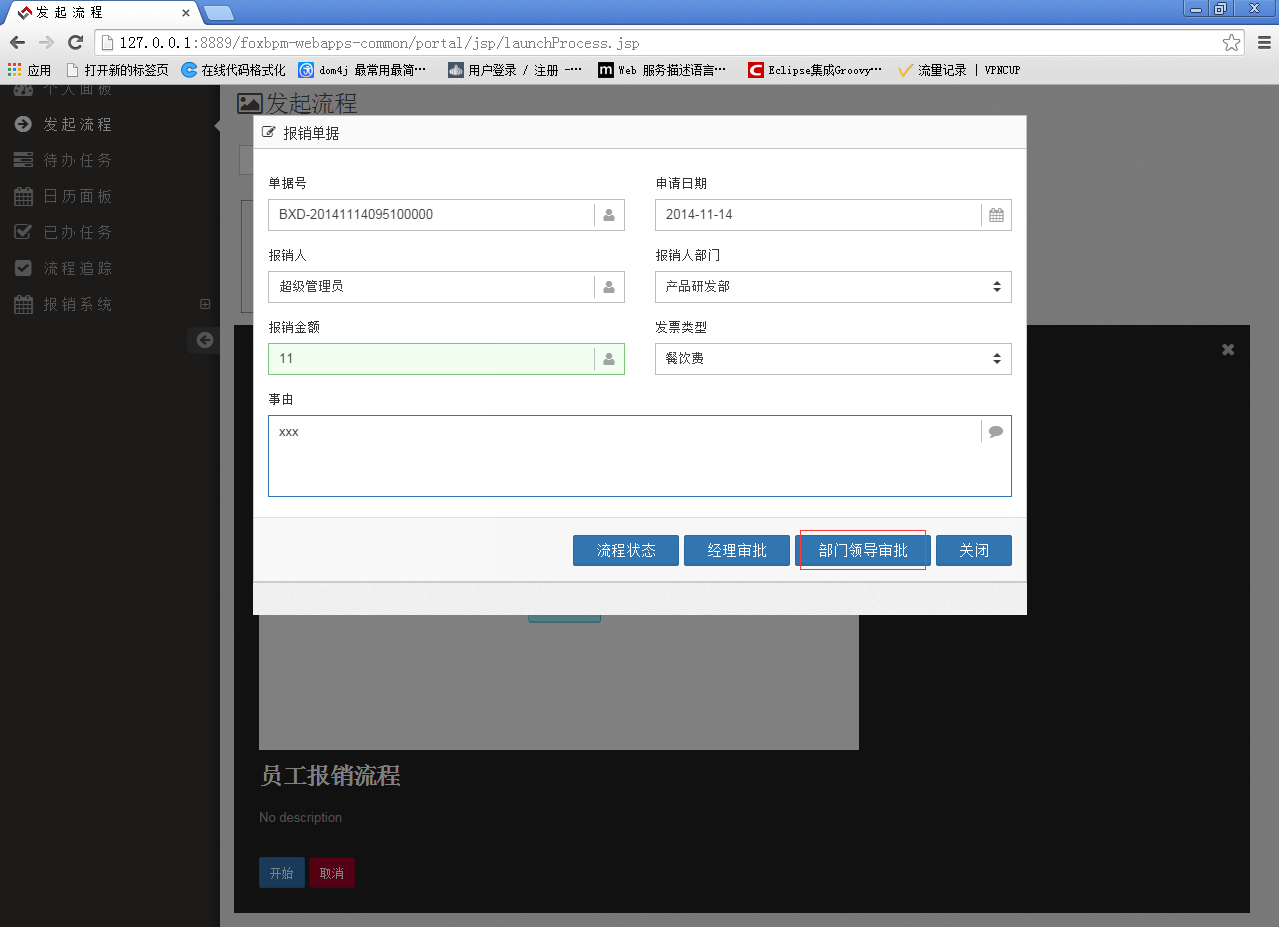 发起流程
127.0.0.1:8889/foxbpm-webapps-common/portal/jsp/launchProcess.jsp
应用 打开新的标签页 在线代码格式化 dom4j 最常用最简… 用户登录 / 注册 -… Web 服务描述语言… Eclipse集成Groovy… 流量记录 | VPNCUP
个人面板
发起流程
待办任务
日历面板
已办任务
流程追踪
报销系统
发起流程
报销单据
单据号 申请日期
BXD-20141114095100000 2014-11-14
报销人 报销人部门
超级管理员 产品研发部
报销金额 发票类型
11 餐饮费
事由
xxx
流程状态 经理审批 部门领导审批 关闭
员工报销流程
No description
开始 取消